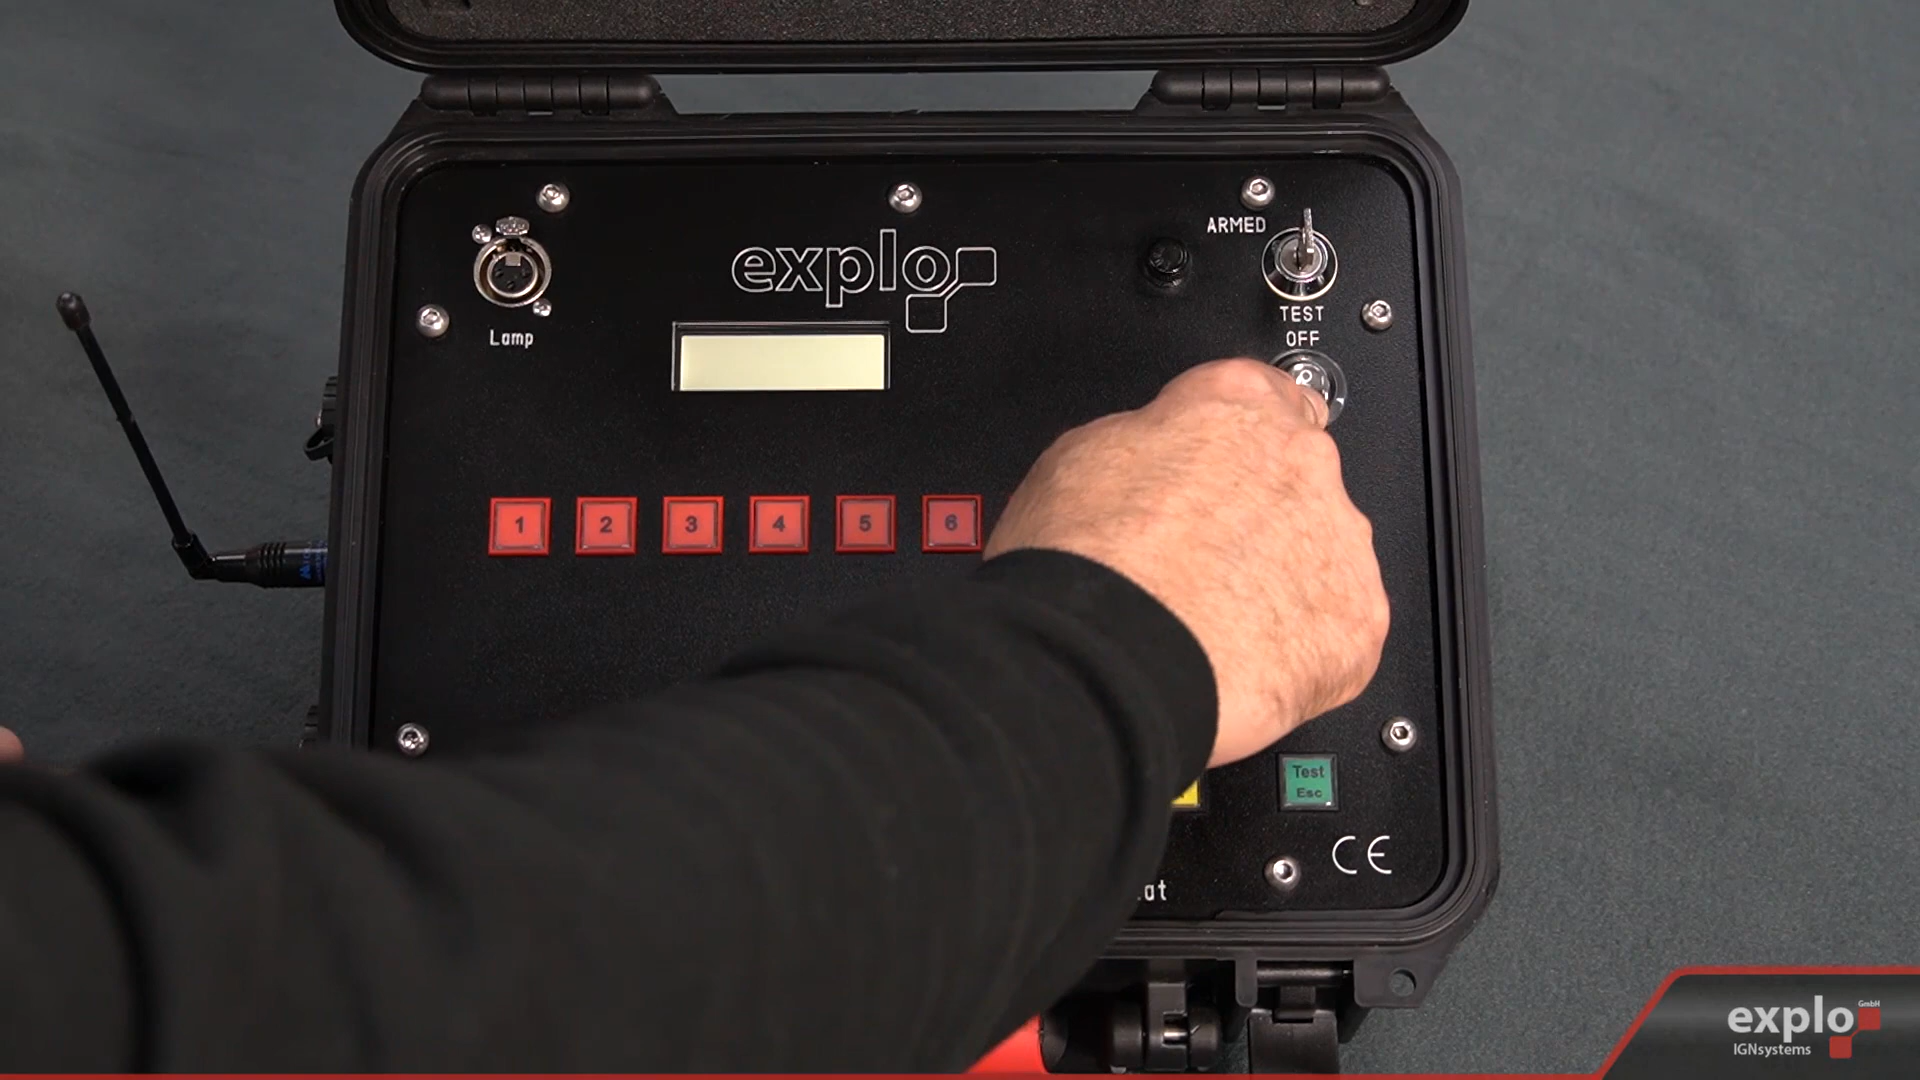 ARMED
explo
TEST
OFF
Lamp
1 2 3 4 5 6
Test
Esc
CE
explo GmbH
IGNsystems